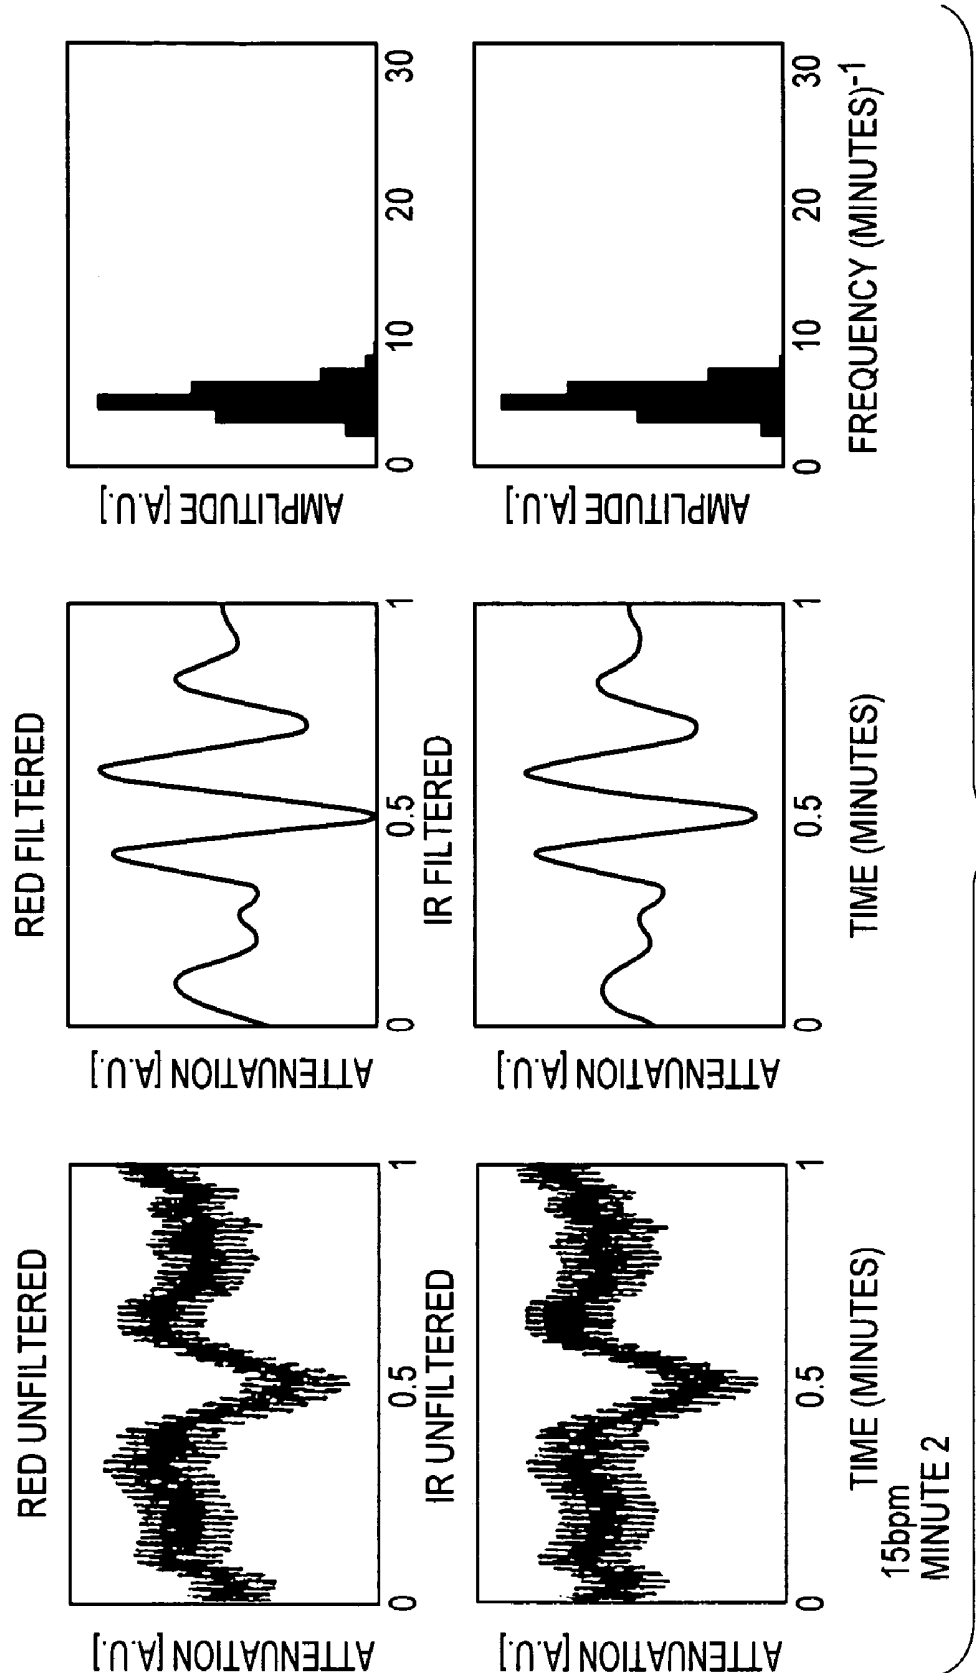 RED UNFILTERED
ATTENUATION [A.U.]
0 0.5 1
RED FILTERED
ATTENUATION [A.U.]
0 0.5 1
AMPLITUDE [A.U.]
0 10 20 30
IR UNFILTERED
ATTENUATION [A.U.]
0 0.5 1
TIME (MINUTES)
IR FILTERED
ATTENUATION [A.U.]
0 0.5 1
TIME (MINUTES)
AMPLITUDE [A.U.]
0 10 20 30
FREQUENCY (MINUTES)-1
15bpm
MINUTE 2